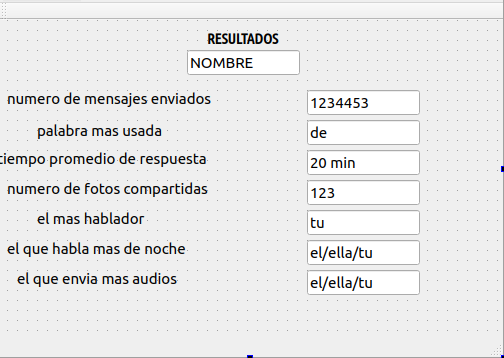 RESULTADOS
NOMBRE
numero de mensajes enviados 1234453
palabra mas usada de
tiempo promedio de respuesta 20 min
numero de fotos compartidas 123
el mas hablador tu
el que habla mas de noche el/ella/tu
el que envia mas audios el/ella/tu